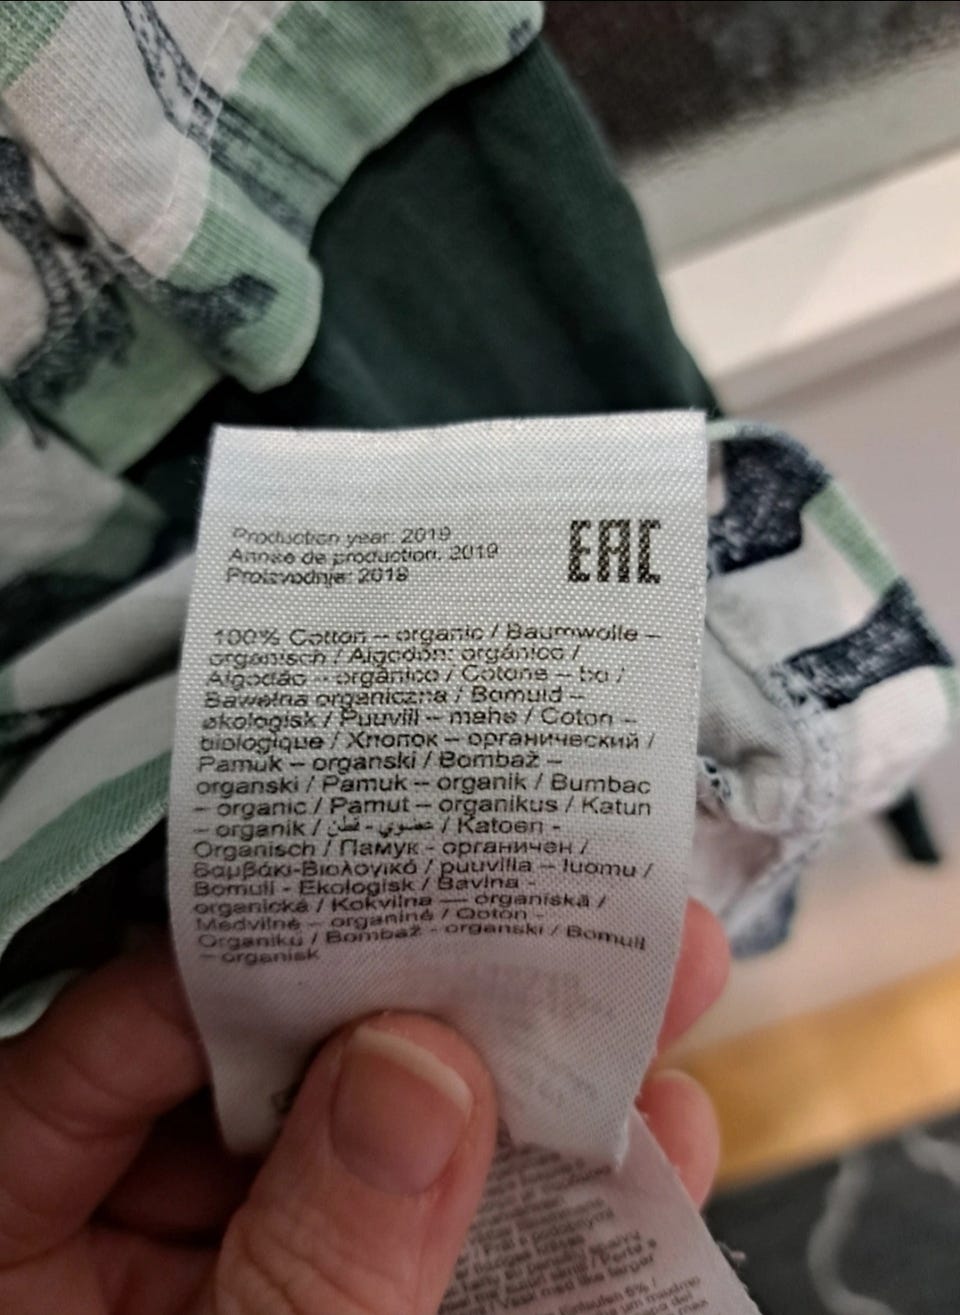 Production year: 2019
Année de production: 2019
Proizvodnja: 2019
EAC
100% Cotton – organic / Baumwolle –
organisch / Algodón: orgánico /
Algodão - orgânico / Cotone – bo /
Bawełna organiczna / Bomuld –
økologisk / Puuvill – mahe / Coton –
biologique / Хлопок – органический /
Pamuk – organski / Bombaž –
organski / Pamuk – organik / Bumbac
– organic / Pamut – organikus / Katun
– organik / قطن - عضوي / Katoen -
Organisch / Памук - органичен /
Βαμβάκι-Βιολογικό / puuvilla – luomu /
Bomull - Ekologisk / Bavlna -
organická / Kokvilna — organiskā /
Medvilnė – organinė / Qoton -
Organiku / Bombaž - organski / Bomull
– organisk